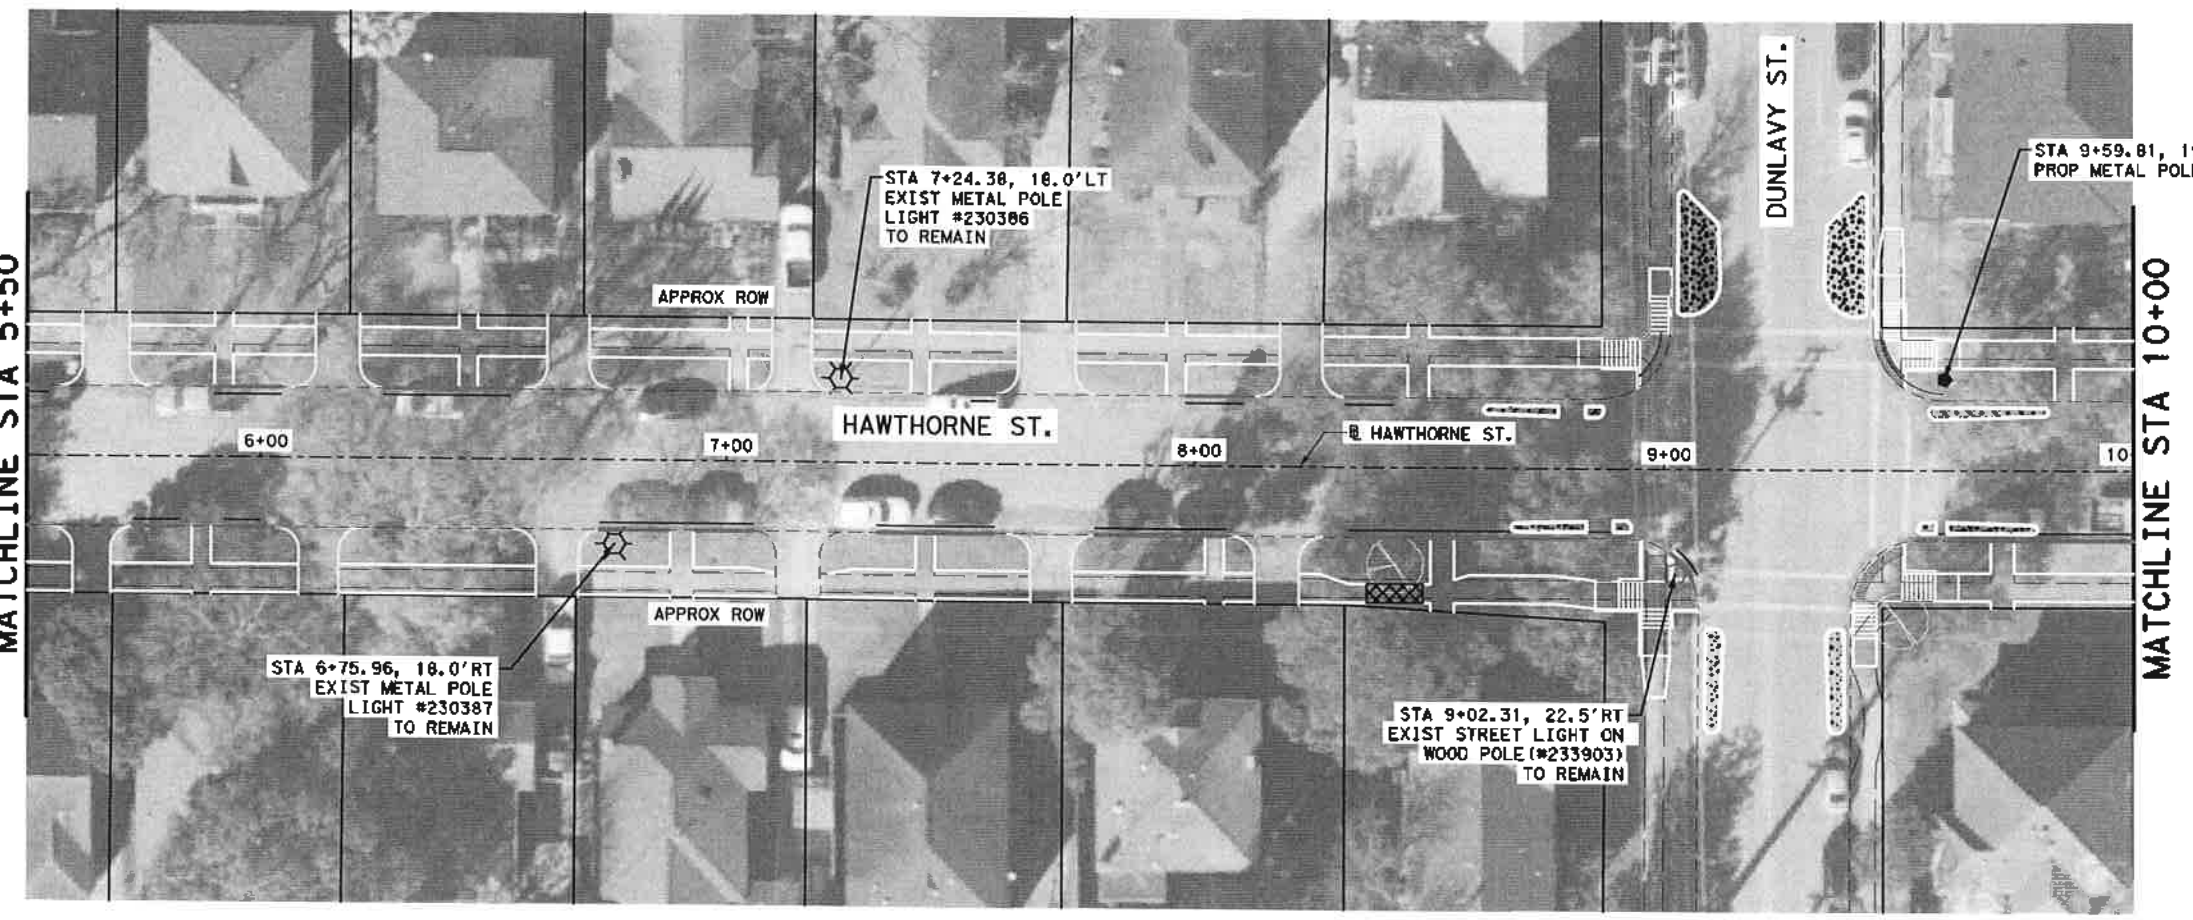 MATCHLINE STA 5+50
DUNLAVY ST.
STA 9+59.81,
PROP METAL POLE
STA 7+24.38, 18.0'LT
EXIST METAL POLE
LIGHT #230386
TO REMAIN
APPROX ROW
HAWTHORNE ST.
6+00
7+00
8+00
9+00
10
B HAWTHORNE ST.
MATCHLINE STA 10+00
APPROX ROW
STA 6+75.96, 18.0'RT
EXIST METAL POLE
LIGHT #230387
TO REMAIN
STA 9+02.31, 22.5'RT
EXIST STREET LIGHT ON
WOOD POLE(#233903)
TO REMAIN